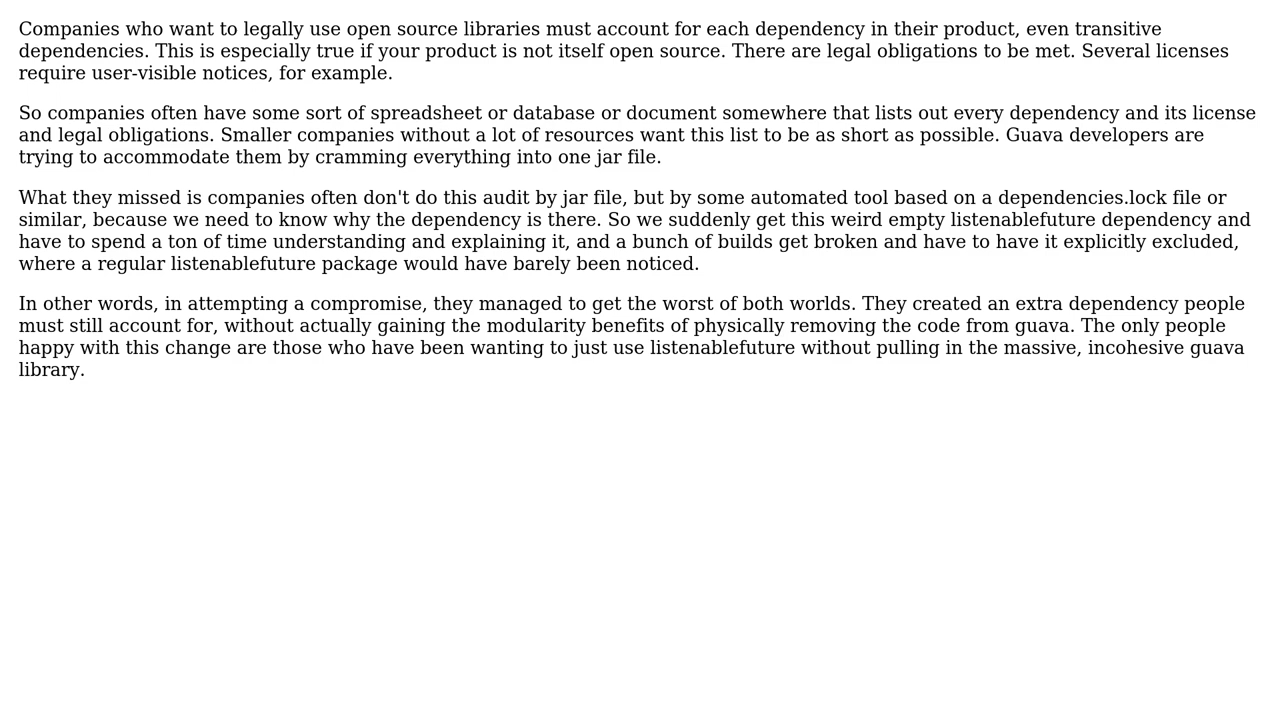 Companies who want to legally use open source libraries must account for each dependency in their product, even transitive
dependencies. This is especially true if your product is not itself open source. There are legal obligations to be met. Several licenses
require user-visible notices, for example.
So companies often have some sort of spreadsheet or database or document somewhere that lists out every dependency and its license
and legal obligations. Smaller companies without a lot of resources want this list to be as short as possible. Guava developers are
trying to accommodate them by cramming everything into one jar file.
What they missed is companies often don't do this audit by jar file, but by some automated tool based on a dependencies.lock file or
similar, because we need to know why the dependency is there. So we suddenly get this weird empty listenablefuture dependency and
have to spend a ton of time understanding and explaining it, and a bunch of builds get broken and have to have it explicitly excluded,
where a regular listenablefuture package would have barely been noticed.
In other words, in attempting a compromise, they managed to get the worst of both worlds. They created an extra dependency people
must still account for, without actually gaining the modularity benefits of physically removing the code from guava. The only people
happy with this change are those who have been wanting to just use listenablefuture without pulling in the massive, incohesive guava
library.